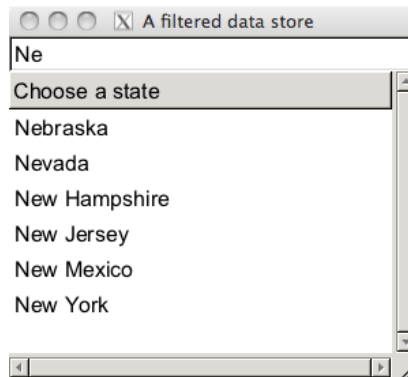 A filtered data store
Ne
Choose a state
Nebraska
Nevada
New Hampshire
New Jersey
New Mexico
New York